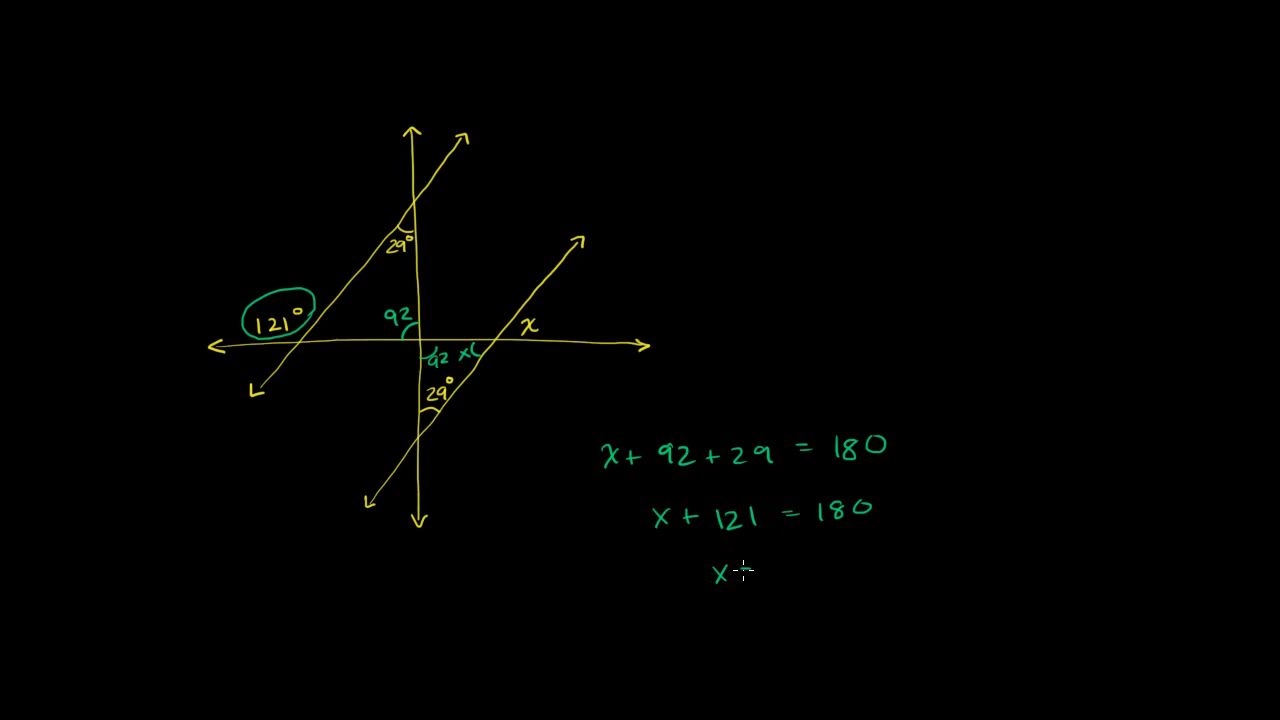 29°
92
121°
x
92 x
29°
x + 92 + 29 = 180
x + 121 = 180
x =